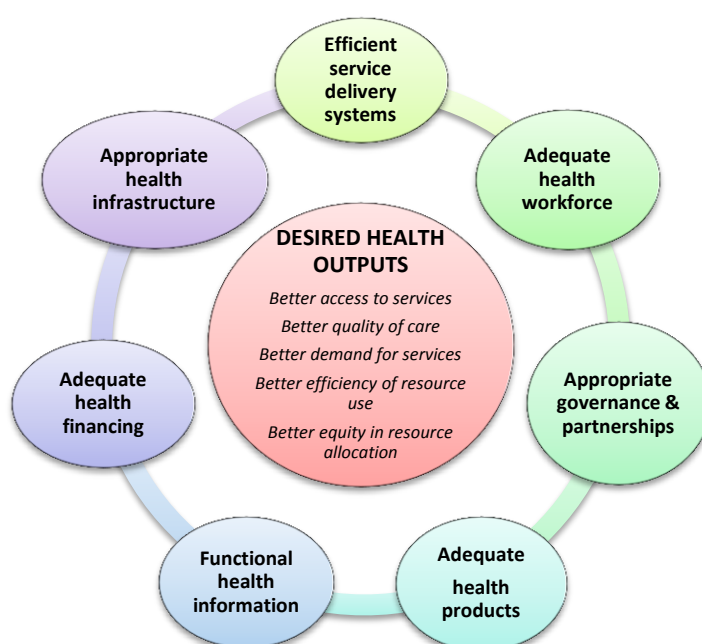 Efficient
service
delivery
systems
Adequate
health
workforce
Appropriate
governance &
partnerships
Adequate
health
products
Functional
health
information
Adequate
health
financing
Appropriate
health
infrastructure
DESIRED HEALTH
OUTPUTS
Better access to services
Better quality of care
Better demand for services
Better efficiency of resource
use
Better equity in resource
allocation